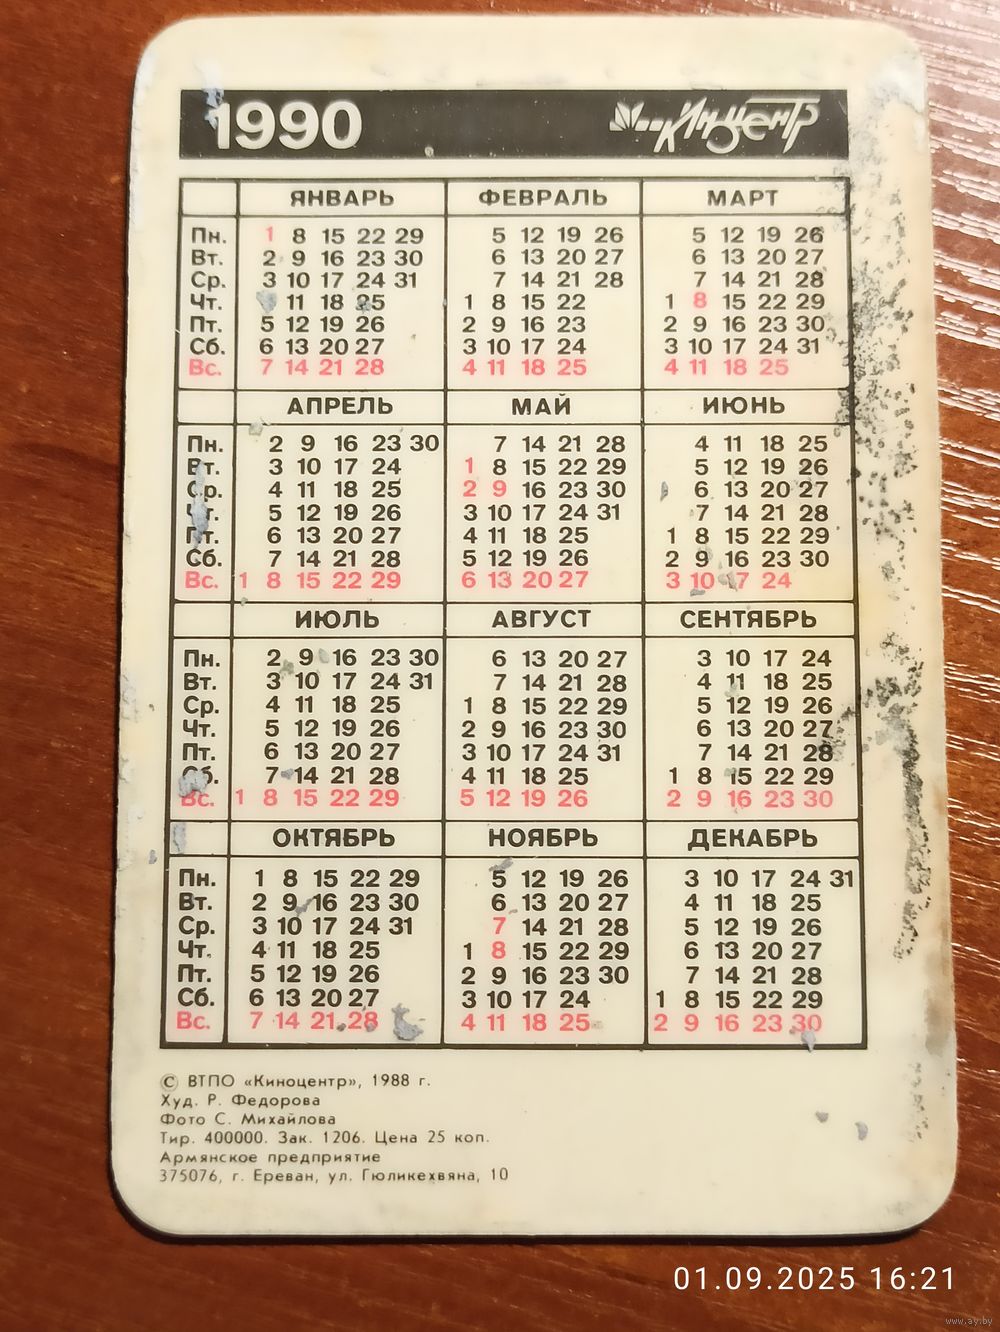 1990 Киноцентр
ЯНВАРЬ ФЕВРАЛЬ МАРТ
Пн. 1 8 15 22 29 5 12 19 26 5 12 19 26
Вт. 2 9 16 23 30 6 13 20 27 6 13 20 27
Ср. 3 10 17 24 31 7 14 21 28 7 14 21 28
Чт. 11 18 25 1 8 15 22 1 8 15 22 29
Пт. 5 12 19 26 2 9 16 23 2 9 16 23 30
Сб. 6 13 20 27 3 10 17 24 3 10 17 24 31
Вс. 7 14 21 28 4 11 18 25 4 11 18 25
АПРЕЛЬ МАЙ ИЮНЬ
Пн. 2 9 16 23 30 7 14 21 28 4 11 18 25
Вт. 3 10 17 24 1 8 15 22 29 5 12 19 26
Ср. 4 11 18 25 2 9 16 23 30 6 13 20 27
Чт. 5 12 19 26 3 10 17 24 31 7 14 21 28
Пт. 6 13 20 27 4 11 18 25 1 8 15 22 29
Сб. 7 14 21 28 5 12 19 26 2 9 16 23 30
Вс. 1 8 15 22 29 6 13 20 27 3 10 17 24
ИЮЛЬ АВГУСТ СЕНТЯБРЬ
Пн. 2 9 16 23 30 6 13 20 27 3 10 17 24
Вт. 3 10 17 24 31 7 14 21 28 4 11 18 25
Ср. 4 11 18 25 1 8 15 22 29 5 12 19 26
Чт. 5 12 19 26 2 9 16 23 30 6 13 20 27
Пт. 6 13 20 27 3 10 17 24 31 7 14 21 28
Сб. 7 14 21 28 4 11 18 25 1 8 15 22 29
Вс. 1 8 15 22 29 5 12 19 26 2 9 16 23 30
ОКТЯБРЬ НОЯБРЬ ДЕКАБРЬ
Пн. 1 8 15 22 29 5 12 19 26 3 10 17 24 31
Вт. 2 9 16 23 30 6 13 20 27 4 11 18 25
Ср. 3 10 17 24 31 7 14 21 28 5 12 19 26
Чт. 4 11 18 25 1 8 15 22 29 6 13 20 27
Пт. 5 12 19 26 2 9 16 23 30 7 14 21 28
Сб. 6 13 20 27 3 10 17 24 1 8 15 22 29
Вс. 7 14 21 28 4 11 18 25 2 9 16 23 30
© ВТПО «Киноцентр», 1988 г.
Худ. Р. Федорова
Фото С. Михайлова
Тир. 400000. Зак. 1206. Цена 25 коп.
Армянское предприятие
375076, г. Ереван, ул. Гюликехвяна, 10
01.09.2025 16:21
www.ay.by